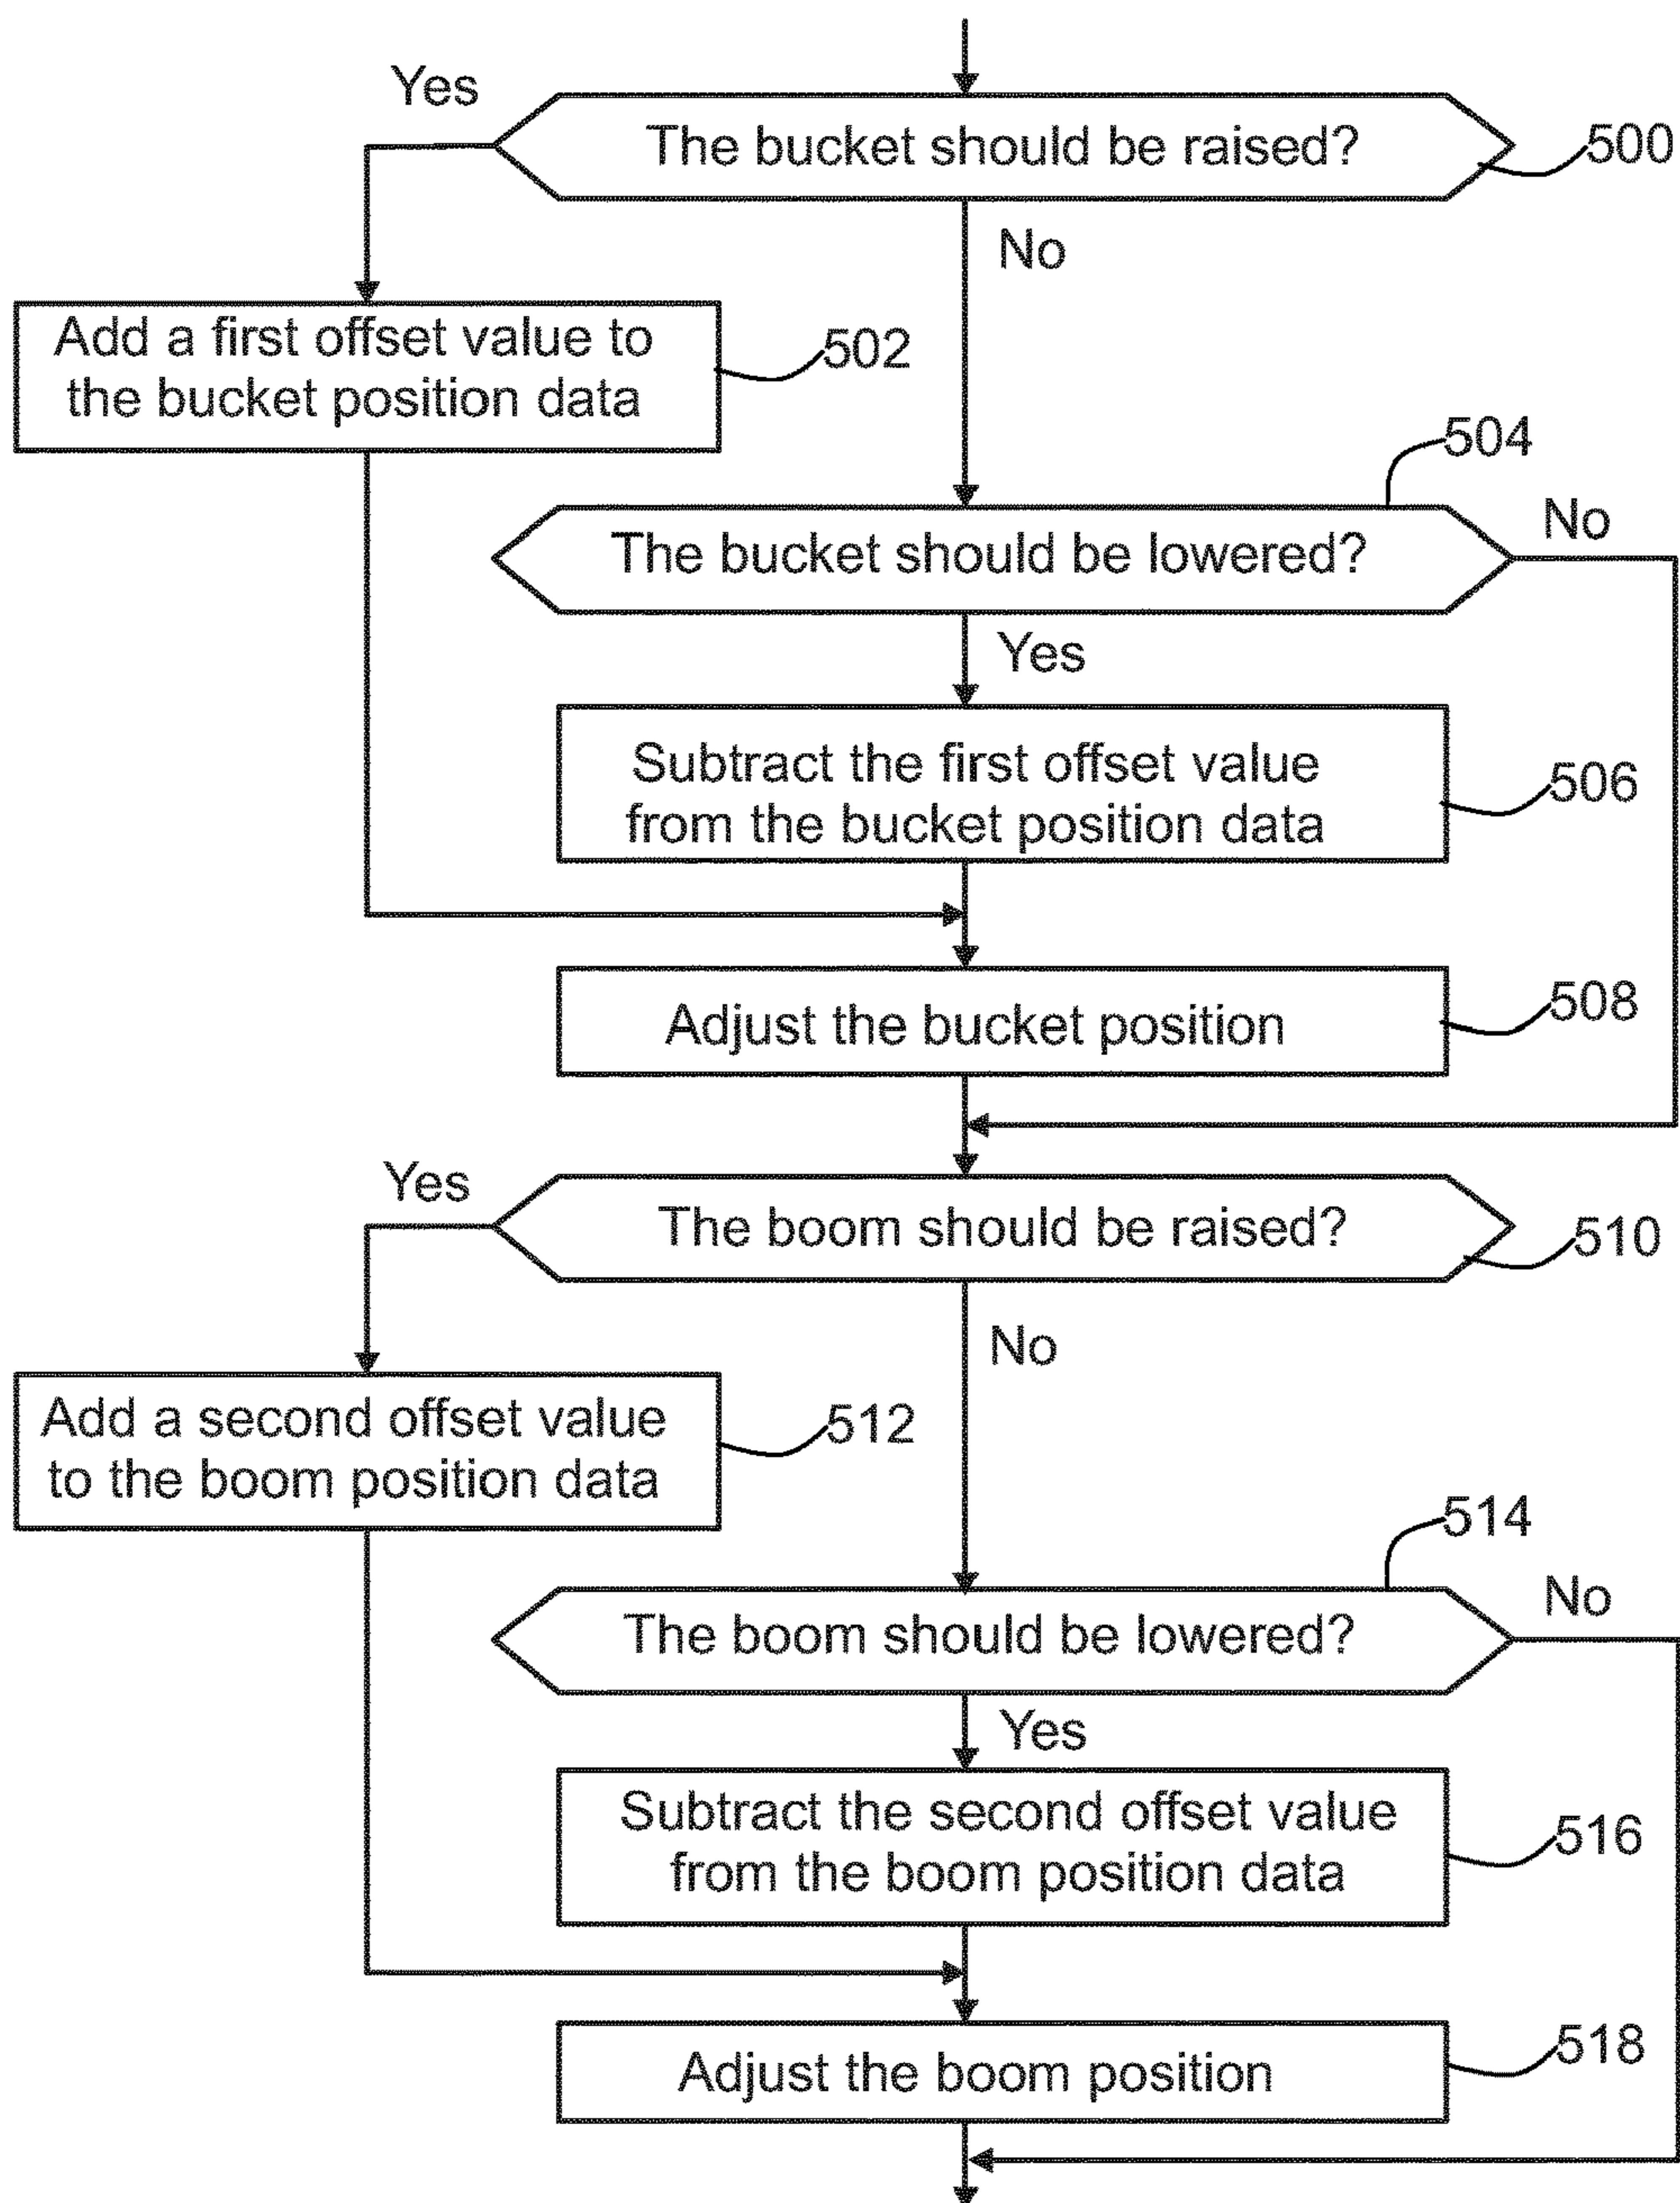 Yes
The bucket should be raised?
500
No
Add a first offset value to
the bucket position data
502
504
The bucket should be lowered?
No
Yes
Subtract the first offset value
from the bucket position data
506
Adjust the bucket position
508
Yes
The boom should be raised?
510
No
Add a second offset value
to the boom position data
512
514
The boom should be lowered?
No
Yes
Subtract the second offset value
from the boom position data
516
Adjust the boom position
518